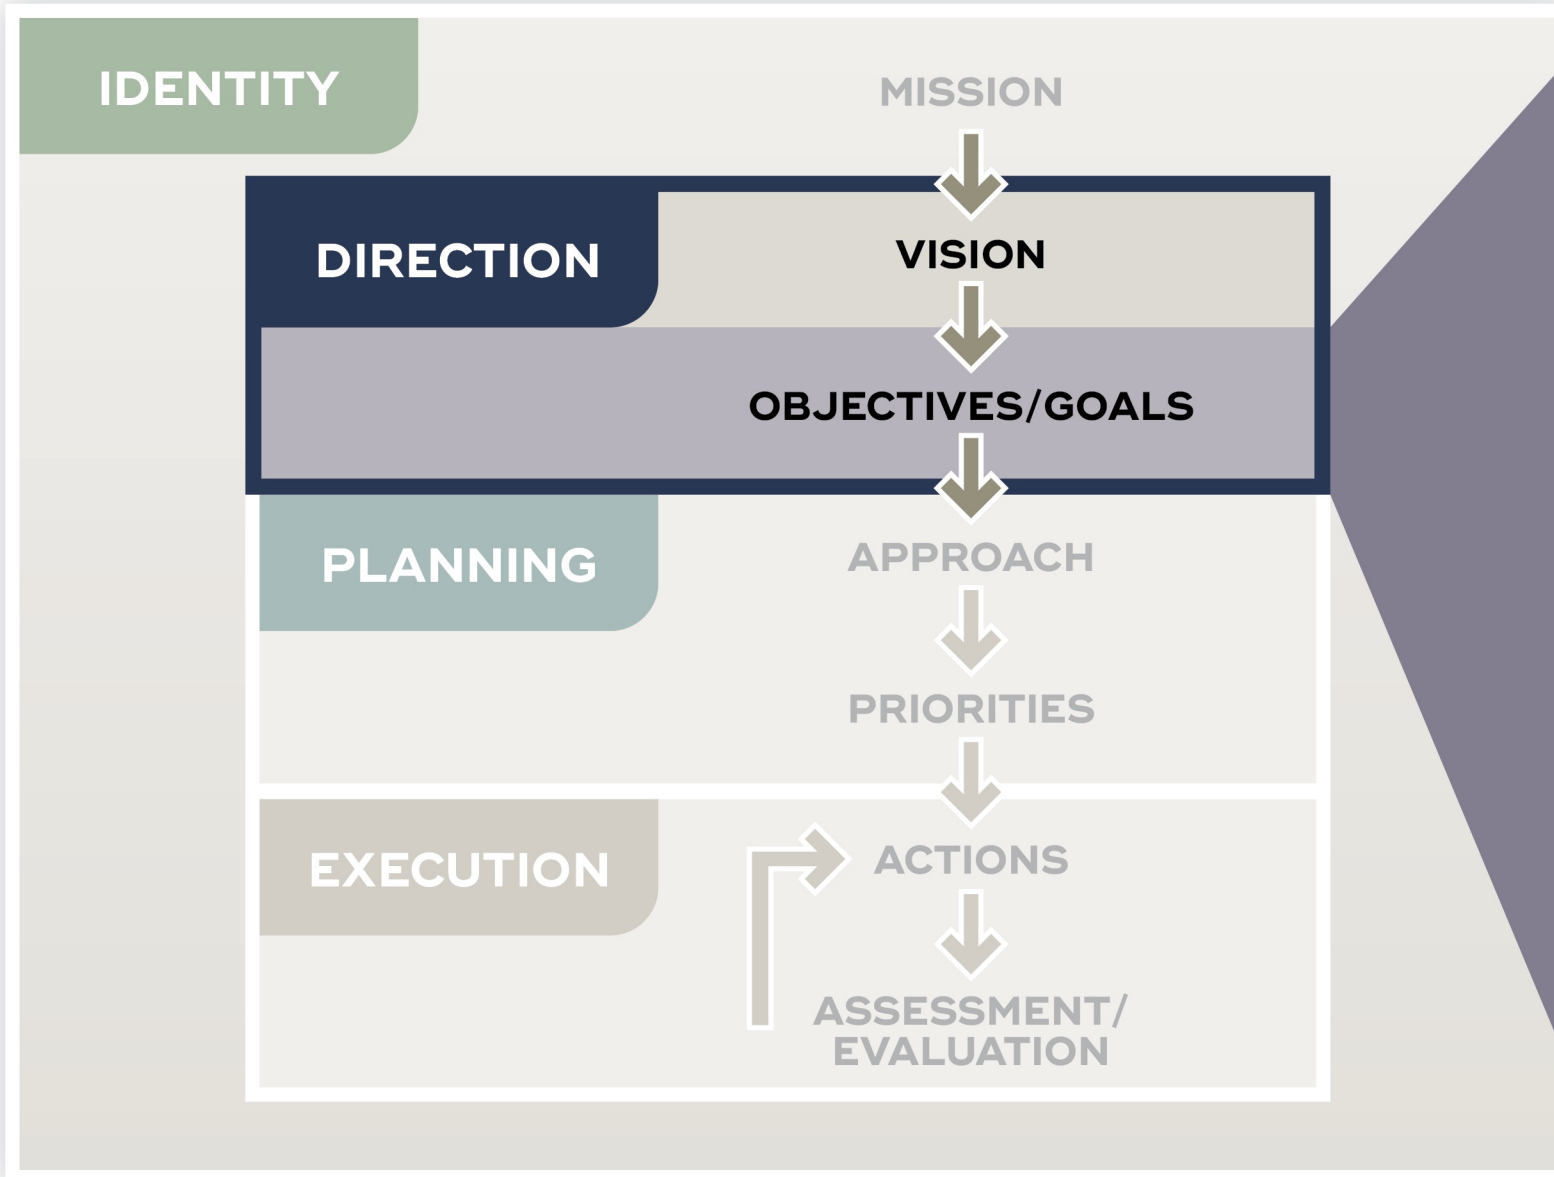 IDENTITY
MISSION
DIRECTION
VISION
OBJECTIVES/GOALS
PLANNING
APPROACH
PRIORITIES
EXECUTION
ACTIONS
ASSESSMENT/
EVALUATION